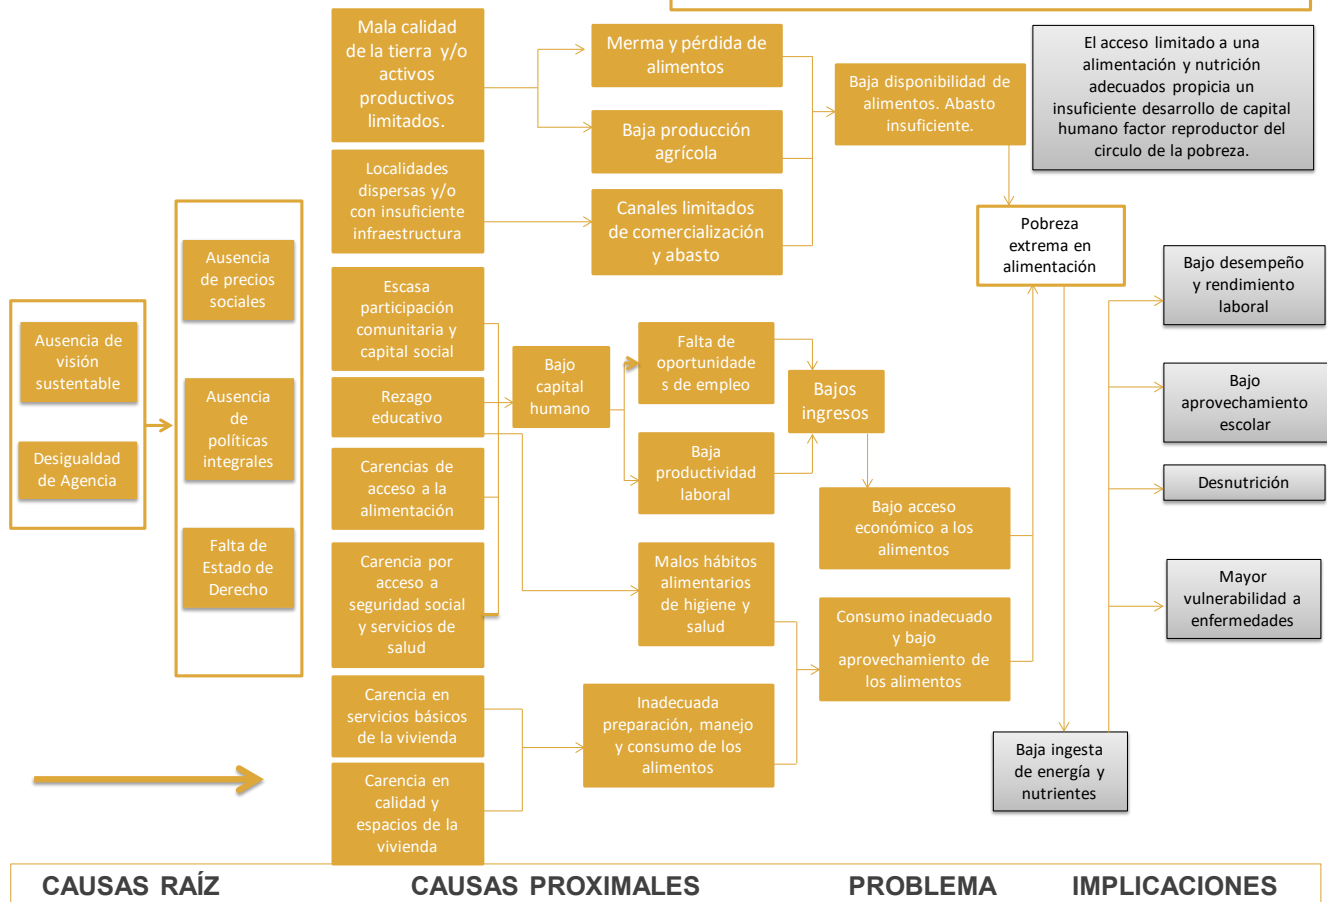 Mala calidad
de la tierra y/o
activos
productivos
limitados.
Merma y pérdida de
alimentos
Baja disponibilidad de
alimentos. Abasto
insuficiente.
El acceso limitado a una
alimentación y nutrición
adecuados propicia un
insuficiente desarrollo de capital
humano factor reproductor del
circulo de la pobreza.
Baja producción
agrícola
Localidades
dispersas y/o
con insuficiente
infraestructura
Canales limitados
de comercialización
y abasto
Pobreza
extrema en
alimentación
Ausencia
de precios
sociales
Ausencia
de
políticas
integrales
Falta de
Estado de
Derecho
Ausencia de
visión
sustentable
Desigualdad
de Agencia
Escasa
participación
comunitaria y
capital social
Rezago
educativo
Carencias de
acceso a la
alimentación
Carencia por
acceso a
seguridad social
y servicios de
salud
Carencia en
servicios básicos
de la vivienda
Carencia en
calidad y
espacios de la
vivienda
Bajo
capital
humano
Falta de
oportunidade
s de empleo
Baja
productividad
laboral
Bajos
ingresos
Bajo acceso
económico a los
alimentos
Malos hábitos
alimentarios
de higiene y
salud
Inadecuada
preparación, manejo
y consumo de los
alimentos
Consumo inadecuado
y bajo
aprovechamiento de
los alimentos
Baja ingesta
de energía y
nutrientes
Bajo desempeño
y rendimiento
laboral
Bajo
aprovechamiento
escolar
Desnutrición
Mayor
vulnerabilidad a
enfermedades
CAUSAS RAÍZ
CAUSAS PROXIMALES
PROBLEMA
IMPLICACIONES